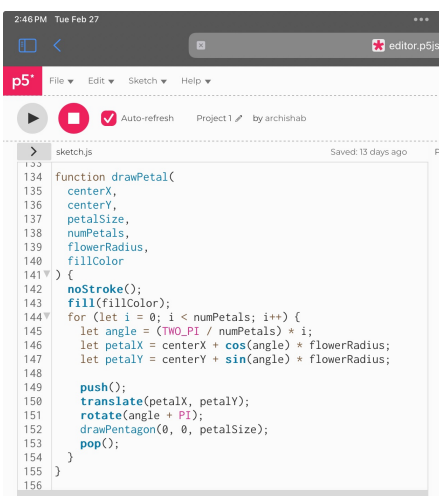 2:46 PM Tue Feb 27
editor.p5js
p5* File Edit Sketch Help
Auto-refresh Project 1 by archishab
sketch.js Saved: 13 days ago P
133
134 function drawPetal(
135 centerX,
136 centerY,
137 petalSize,
138 numPetals,
139 flowerRadius,
140 fillColor
141 ) {
142 noStroke();
143 fill(fillColor);
144 for (let i = 0; i < numPetals; i++) {
145 let angle = (TWO_PI / numPetals) * i;
146 let petalX = centerX + cos(angle) * flowerRadius;
147 let petalY = centerY + sin(angle) * flowerRadius;
148
149 push();
150 translate(petalX, petalY);
151 rotate(angle + PI);
152 drawPentagon(0, 0, petalSize);
153 pop();
154 }
155 }
156